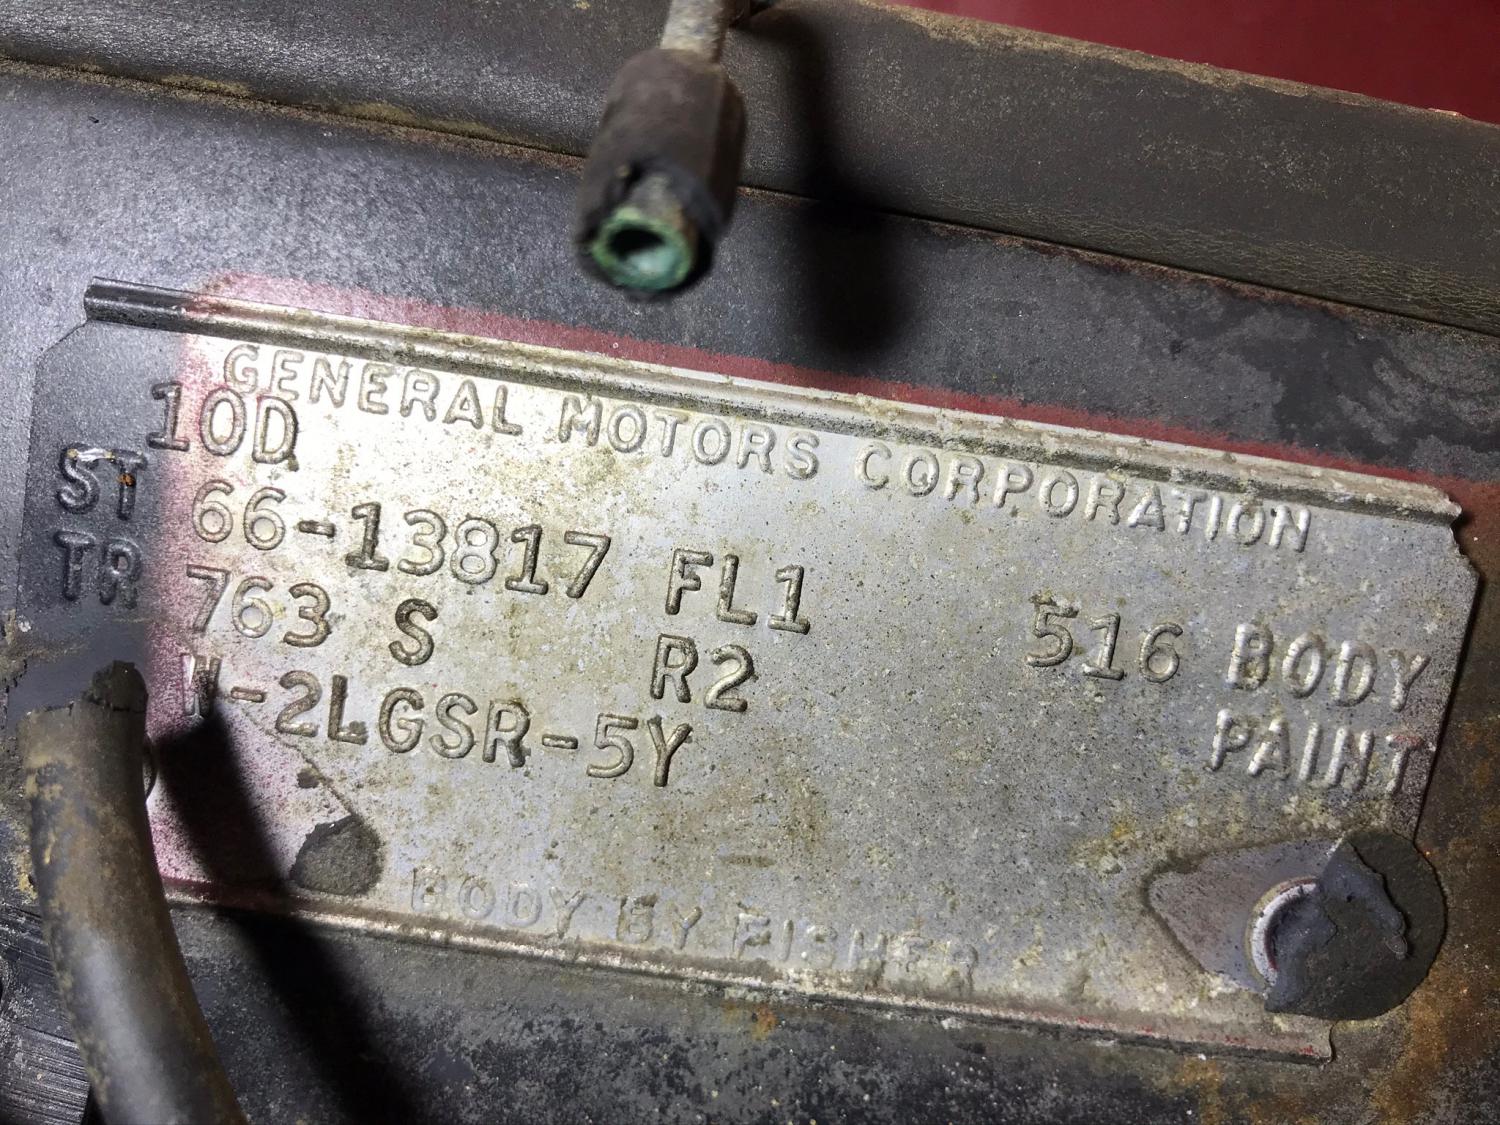 GENERAL MOTORS CORPORATION
10D
ST 66-13817 FL1 516 BODY
TR 763 S R2 PAINT
W-2LGSR-5Y
BODY BY FISHER